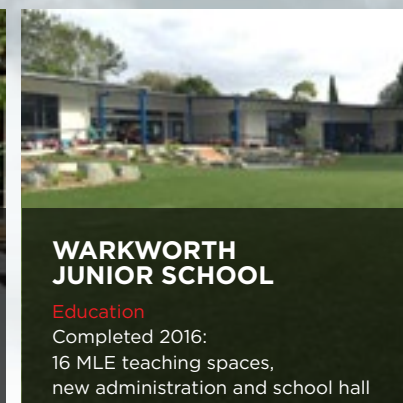 WARKWORTH
JUNIOR SCHOOL
Education
Completed 2016:
16 MLE teaching spaces,
new administration and school hall